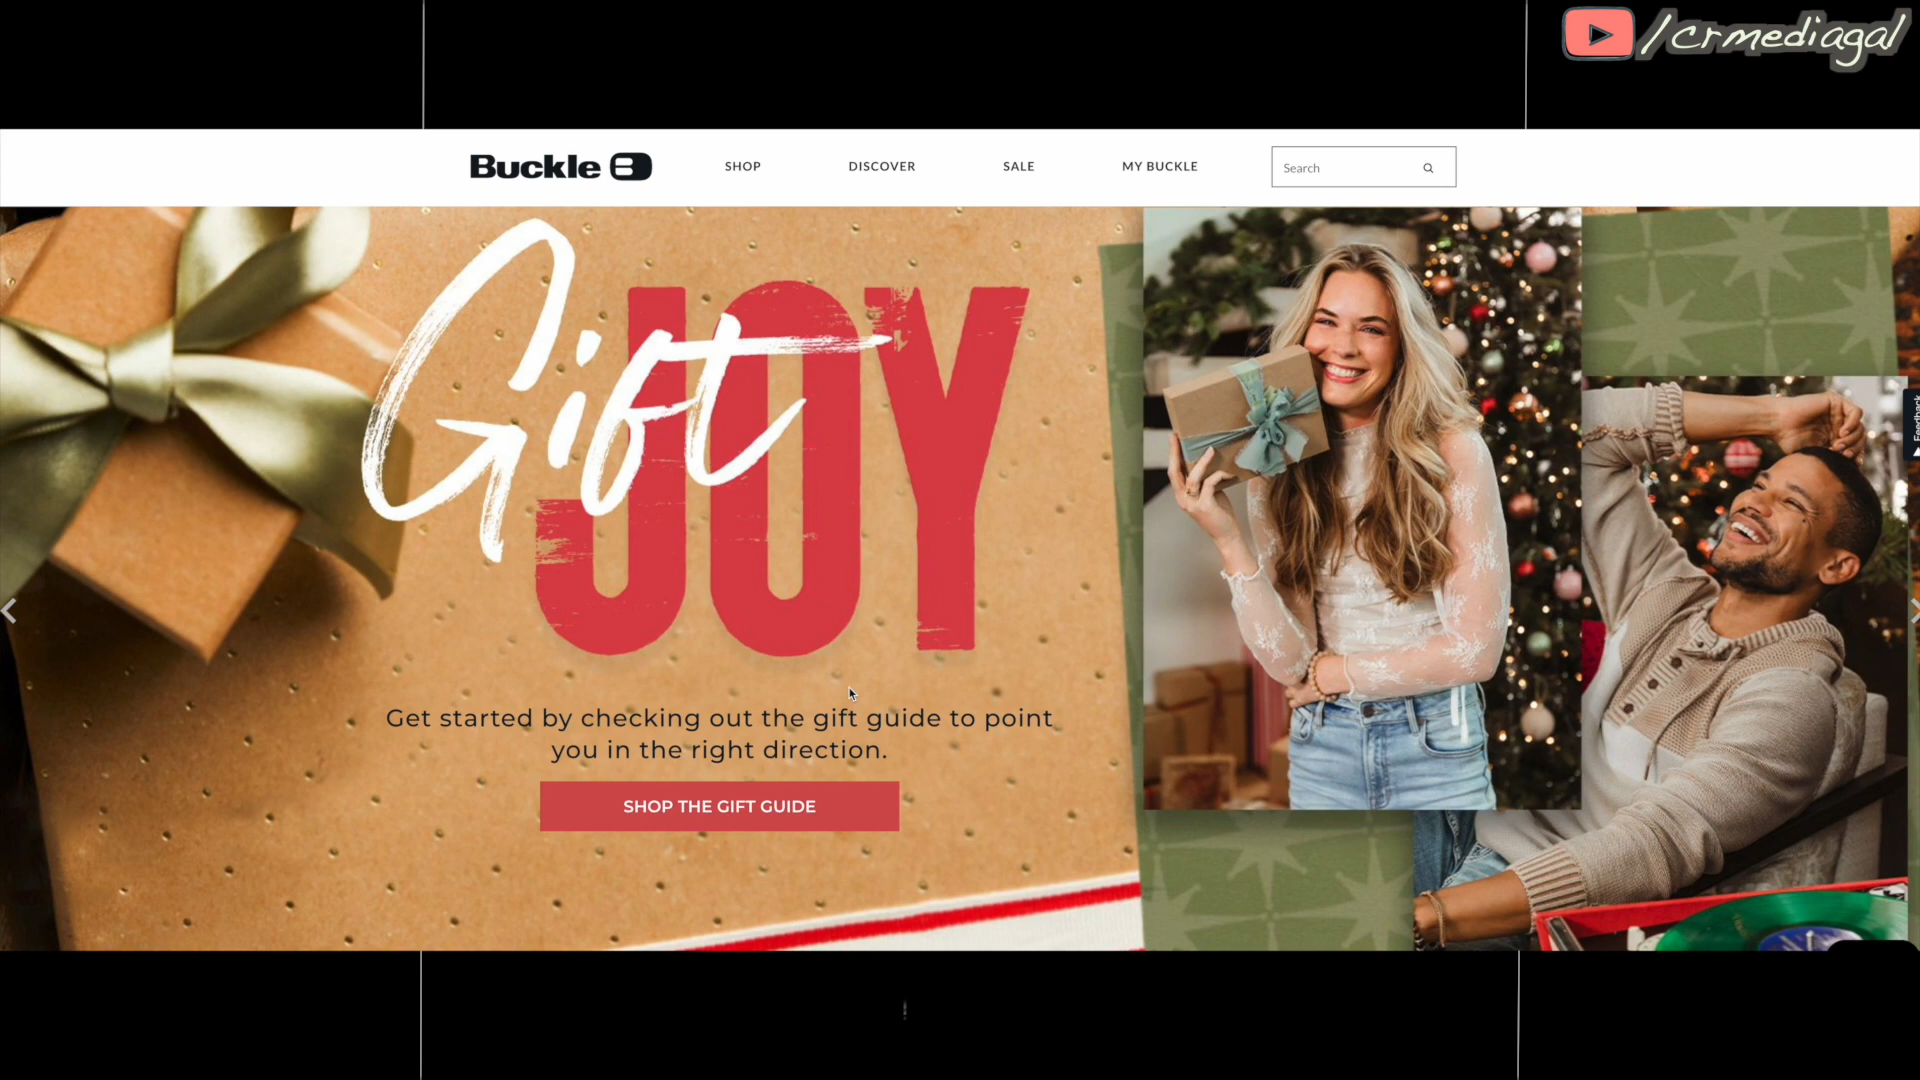 /crmediagal
Buckle B
SHOP
DISCOVER
SALE
MY BUCKLE
Search
Gift
JOY
Feedback
Get started by checking out the gift guide to point
you in the right direction.
SHOP THE GIFT GUIDE